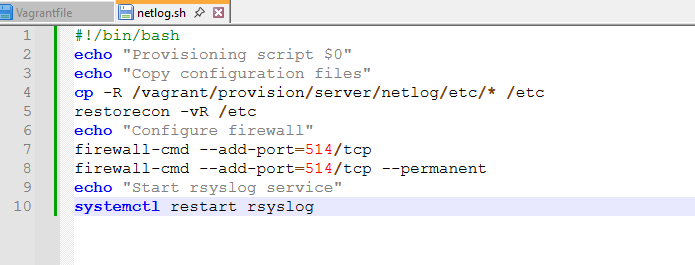 Vagrantfile netlog.sh
1 #!/bin/bash
2 echo "Provisioning script $0"
3 echo "Copy configuration files"
4 cp -R /vagrant/provision/server/netlog/etc/* /etc
5 restorecon -vR /etc
6 echo "Configure firewall"
7 firewall-cmd --add-port=514/tcp
8 firewall-cmd --add-port=514/tcp --permanent
9 echo "Start rsyslog service"
10 systemctl restart rsyslog